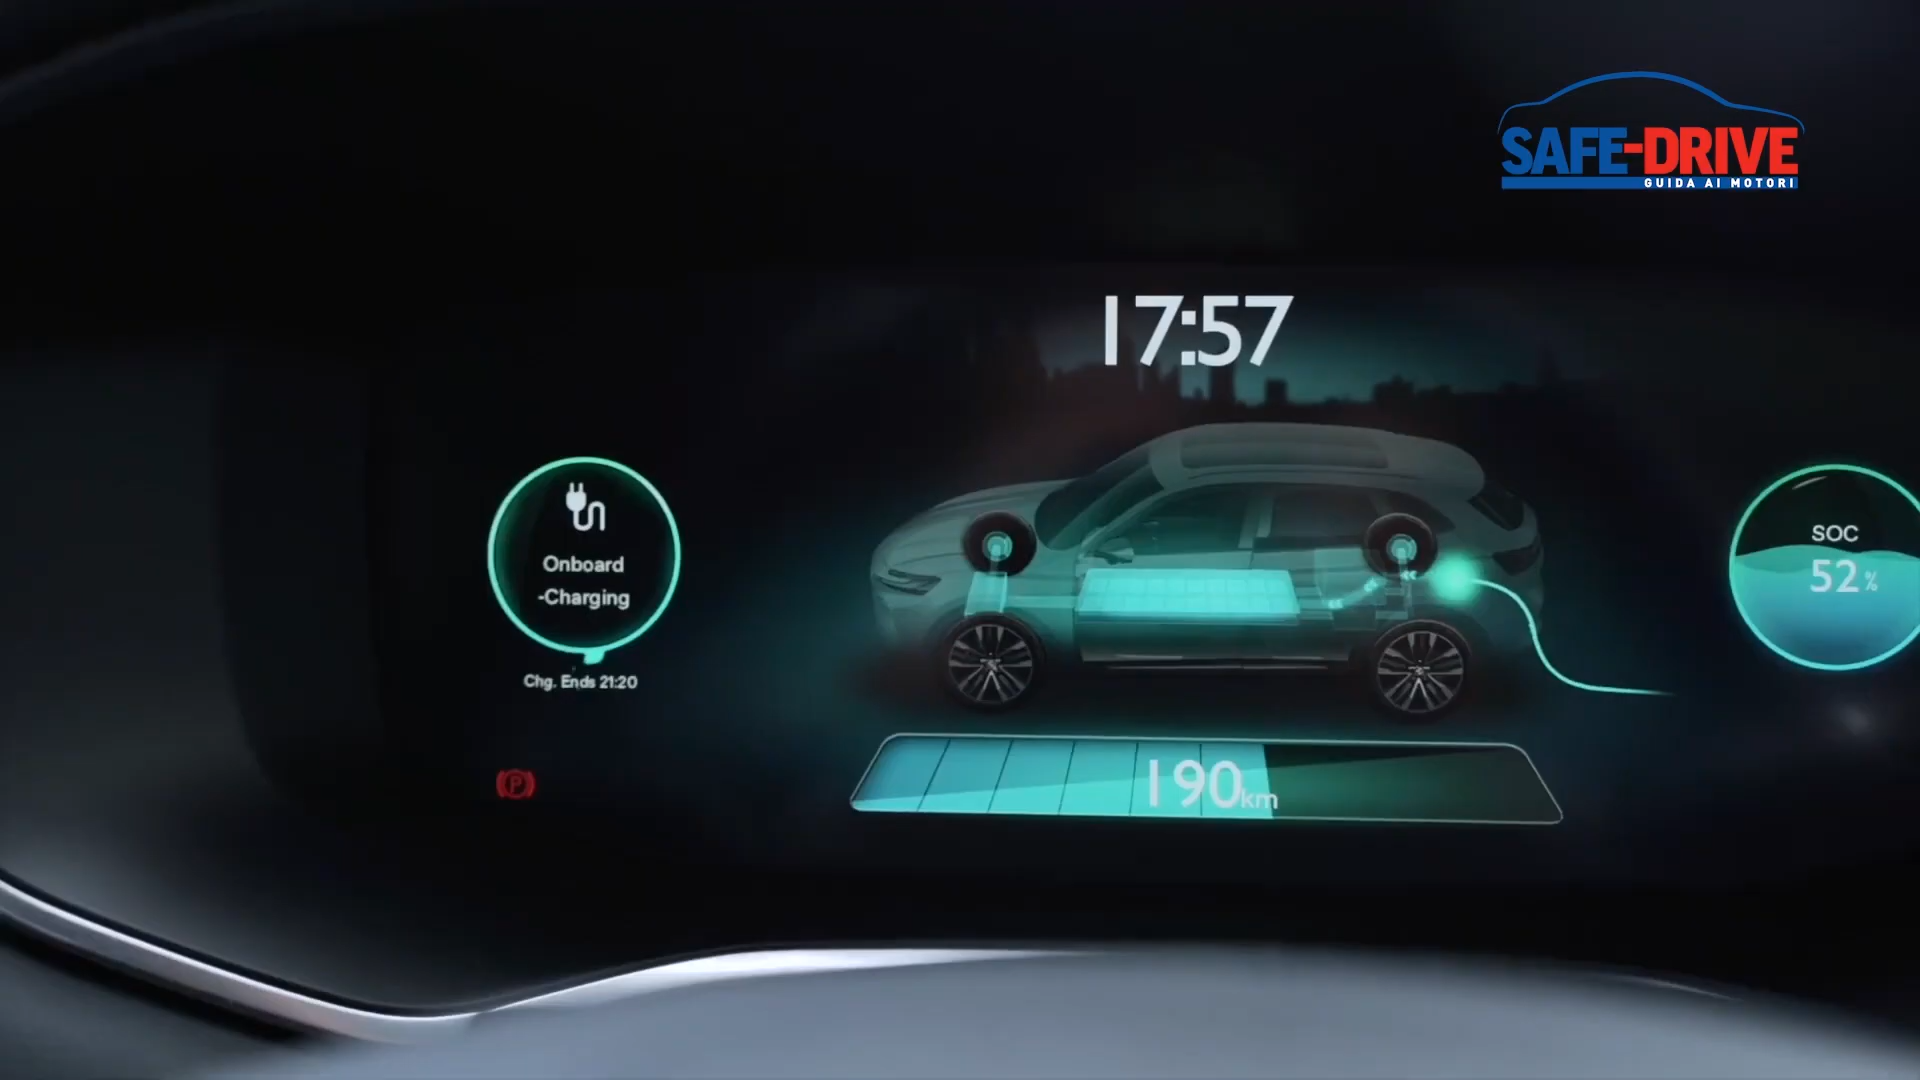 SAFE-DRIVE
GUIDA AI MOTORI
17:57
Onboard
-Charging
Chg. Ends 21:20
SOC
52%
P
190km